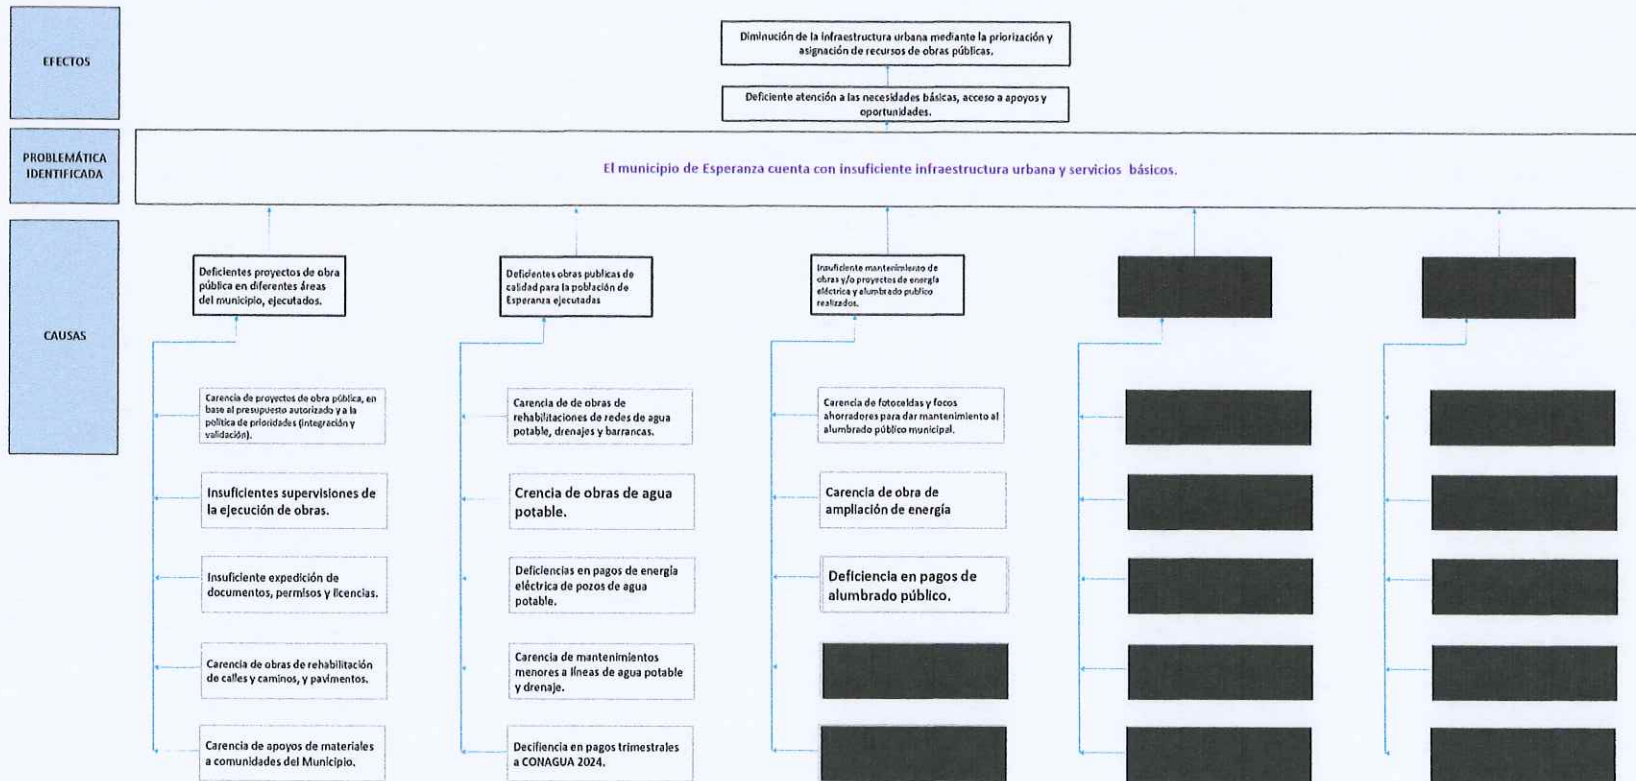 EFECTOS
Diminución de la infraestructura urbana mediante la priorización y
asignación de recursos de obras públicas.
Deficiente atención a las necesidades básicas, acceso a apoyos y
oportunidades.
PROBLEMÁTICA
IDENTIFICADA
El municipio de Esperanza cuenta con insuficiente infraestructura urbana y servicios básicos.
CAUSAS
Deficientes proyectos de obra
pública en diferentes áreas
del municipio, ejecutados.
Carencia de proyectos de obra pública, en
base al presupuesto autorizado y a la
política de prioridades (integración y
validación).
Insuficientes supervisiones de
la ejecución de obras.
Insuficiente expedición de
documentos, permisos y licencias.
Carencia de obras de rehabilitación
de calles y caminos, y pavimentos.
Carencia de apoyos de materiales
a comunidades del Municipio.
Deficientes obras publicas de
calidad para la población de
Esperanza ejecutadas
Carencia de de obras de
rehabilitaciones de redes de agua
potable, drenajes y barrancas.
Crencia de obras de agua
potable.
Deficiencias en pagos de energía
eléctrica de pozos de agua
potable.
Carencia de mantenimientos
menores a líneas de agua potable
y drenaje.
Decifiencia en pagos trimestrales
a CONAGUA 2024.
Insuficiente mantenimiento de
obras y/o proyectos de energía
eléctrica y alumbrado publico
realizados.
Carencia de fotoceldas y focos
ahorradores para dar mantenimiento al
alumbrado público municipal.
Carencia de obra de
ampliación de energía
Deficiencia en pagos de
alumbrado público.